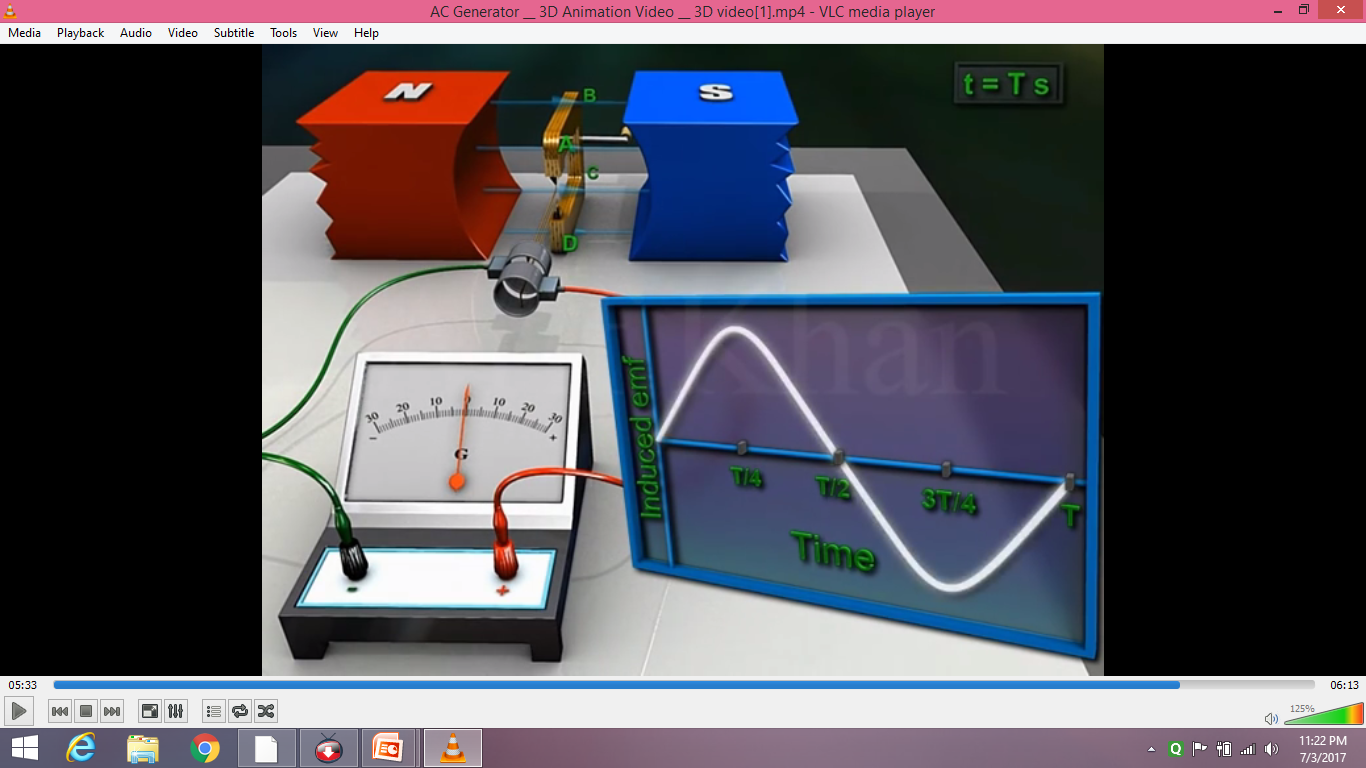 AC Generator __ 3D Animation Video __ 3D video[1].mp4 - VLC media player
Media Playback Audio Video Subtitle Tools View Help
N
S
t = T s
B
A
C
D
Khan
30 20 10 0 10 20 30
- +
G
- +
Induced emf
T/4
T/2
3T/4
T
Time
05:33
06:13
125%
11:22 PM
7/3/2017